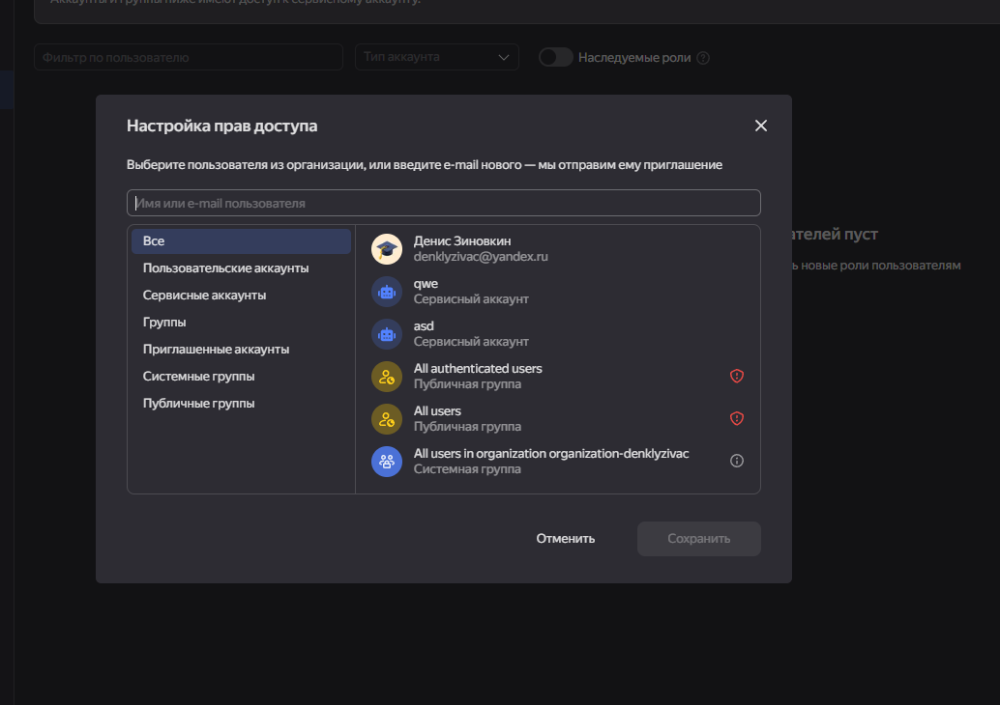 Аккаунты и группы ниже имеют доступ к сервисному аккаунту.
Фильтр по пользователю
Тип аккаунта
Наследуемые роли
Настройка прав доступа
Выберите пользователя из организации, или введите e-mail нового — мы отправим ему приглашение
Имя или e-mail пользователя
Все
Пользовательские аккаунты
Сервисные аккаунты
Группы
Приглашенные аккаунты
Системные группы
Публичные группы
Денис Зиновкин
denklyzivac@yandex.ru
qwe
Сервисный аккаунт
asd
Сервисный аккаунт
All authenticated users
Публичная группа
All users
Публичная группа
All users in organization organization-denklyzivac
Системная группа
ателей пуст
ь новые роли пользователям
Отменить
Сохранить